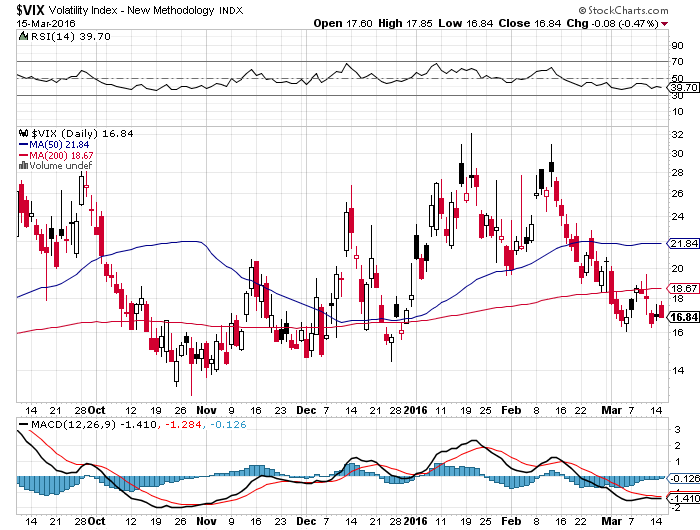 $VIX Volatility Index - New Methodology INDX © StockCharts.com
15-Mar-2016 Open 17.60 High 17.85 Low 16.84 Close 16.84 Chg -0.08 (-0.47%)
RSI(14) 39.70
90
70
50
39.70
30
10
$VIX (Daily) 16.84
MA(50) 21.84
MA(200) 18.67
Volume undef
32
30
28
26
24
21.84
20
18.67
18
16.84
14
14 21 28 Oct 12 19 26 Nov 9 16 23 Dec 7 14 21 28 2016 11 19 25 Feb 8 16 22 Mar 7 14
MACD(12,26,9) -1.410, -1.284, -0.126
3
2
1
-0.126
-1.410
-2
14 21 28 Oct 12 19 26 Nov 9 16 23 Dec 7 14 21 28 2016 11 19 25 Feb 8 16 22 Mar 7 14